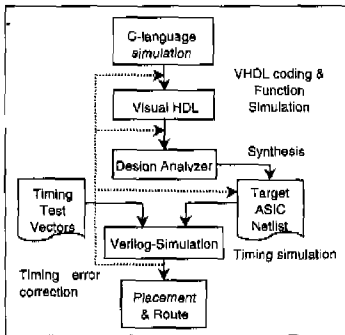 C-language
simulation
VHDL coding &
Function
Simulation
Visual HDL
Synthesis
Design Analyzer
Timing
Test
Vectors
Target
ASIC
Netlist
Verilog-Simulation
Timing simulation
Timing error
correction
Placement
& Route